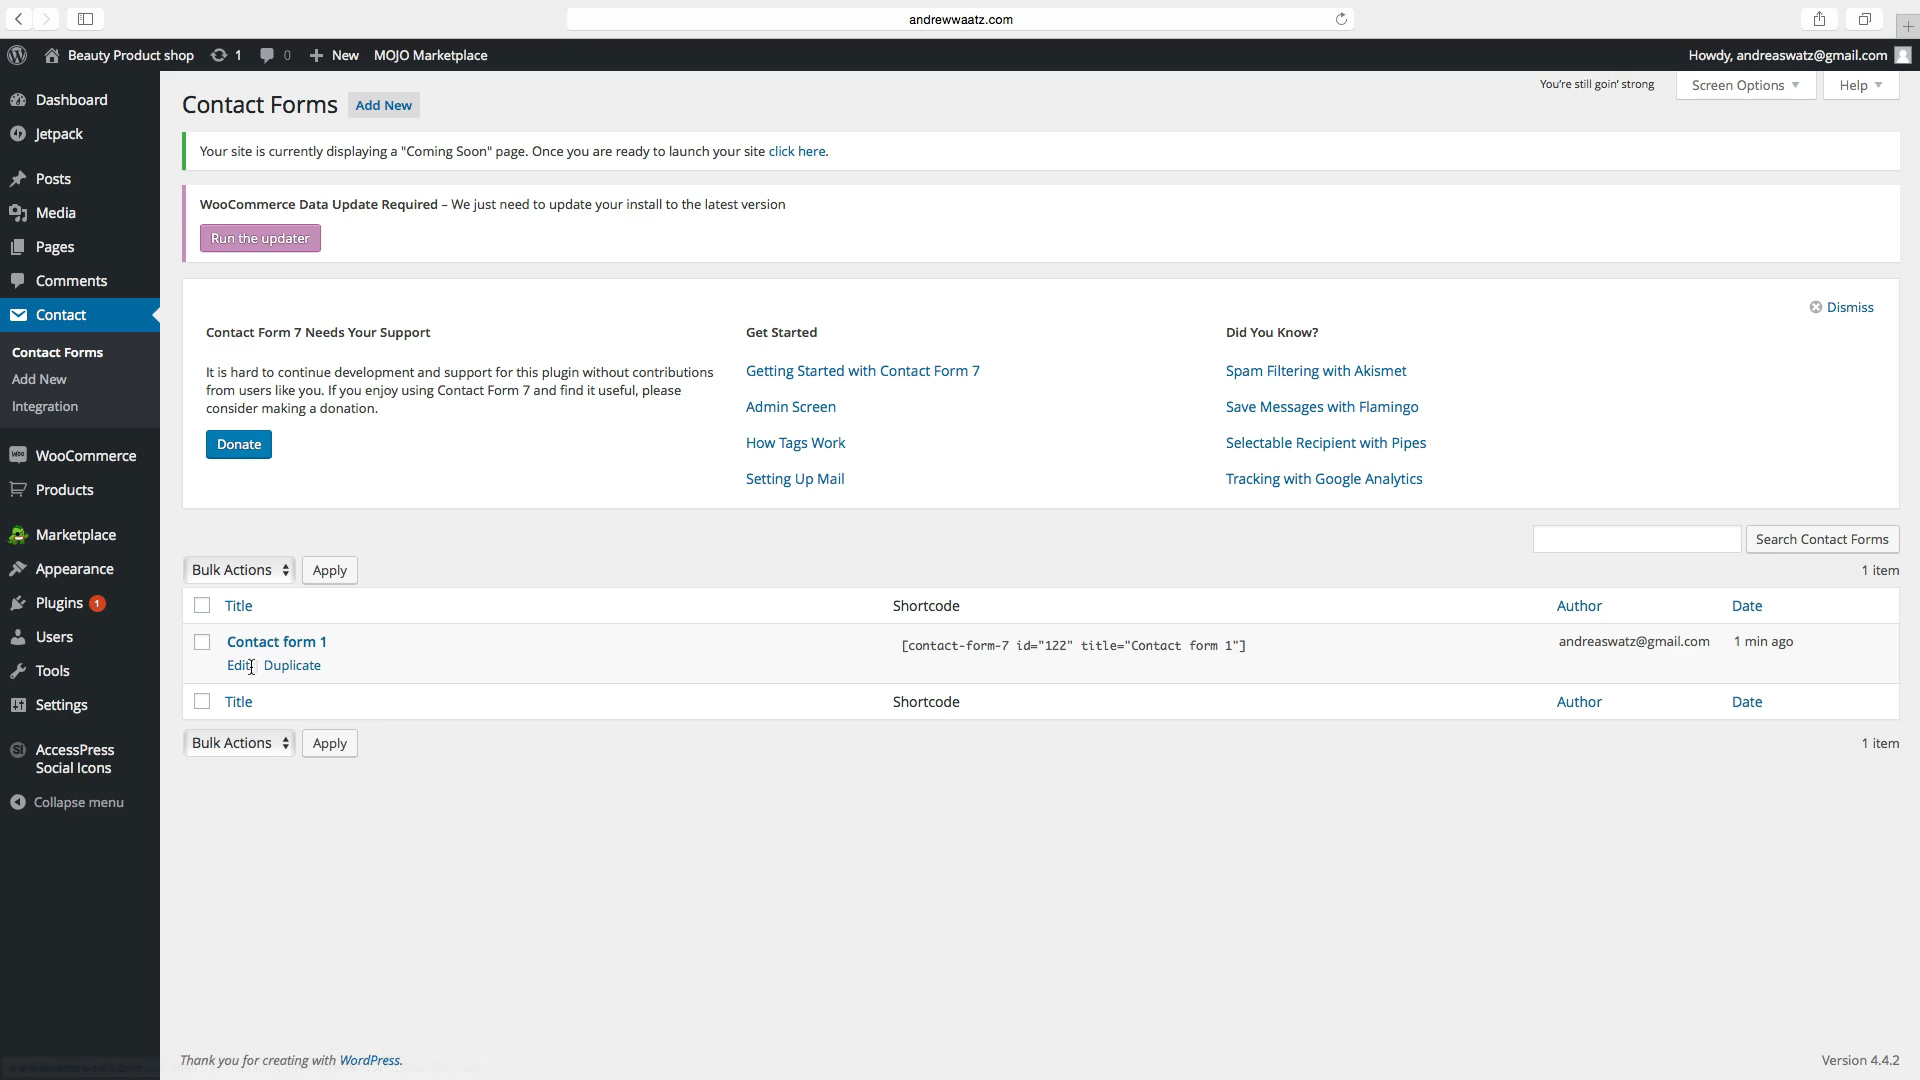 andrewwaatz.com
Beauty Product shop 1 0 New MOJO Marketplace Howdy, andreaswatz@gmail.com
Dashboard
Jetpack
Posts
Media
Pages
Comments
Contact
Contact Forms
Add New
Integration
WooCommerce
Products
Marketplace
Appearance
Plugins 1
Users
Tools
Settings
AccessPress
Social Icons
Collapse menu
You're still goin' strong Screen Options Help
Contact Forms Add New
Your site is currently displaying a "Coming Soon" page. Once you are ready to launch your site click here.
WooCommerce Data Update Required – We just need to update your install to the latest version
Run the updater
Dismiss
Contact Form 7 Needs Your Support
It is hard to continue development and support for this plugin without contributions
from users like you. If you enjoy using Contact Form 7 and find it useful, please
consider making a donation.
Donate
Get Started
Getting Started with Contact Form 7
Admin Screen
How Tags Work
Setting Up Mail
Did You Know?
Spam Filtering with Akismet
Save Messages with Flamingo
Selectable Recipient with Pipes
Tracking with Google Analytics
Search Contact Forms
Bulk Actions Apply 1 item
Title Shortcode Author Date
Contact form 1 [contact-form-7 id="122" title="Contact form 1"] andreaswatz@gmail.com 1 min ago
Edit Duplicate
Title Shortcode Author Date
Bulk Actions Apply 1 item
Thank you for creating with WordPress. Version 4.4.2